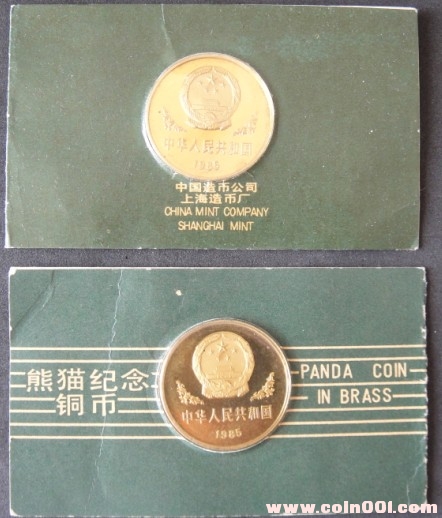 中华人民共和国
1985
中国造币公司
上海造币厂
CHINA MINT COMPANY
SHANGHAI MINT
熊猫纪念
PANDA COIN
铜币
IN BRASS
中华人民共和国
1985
www.coin001.com